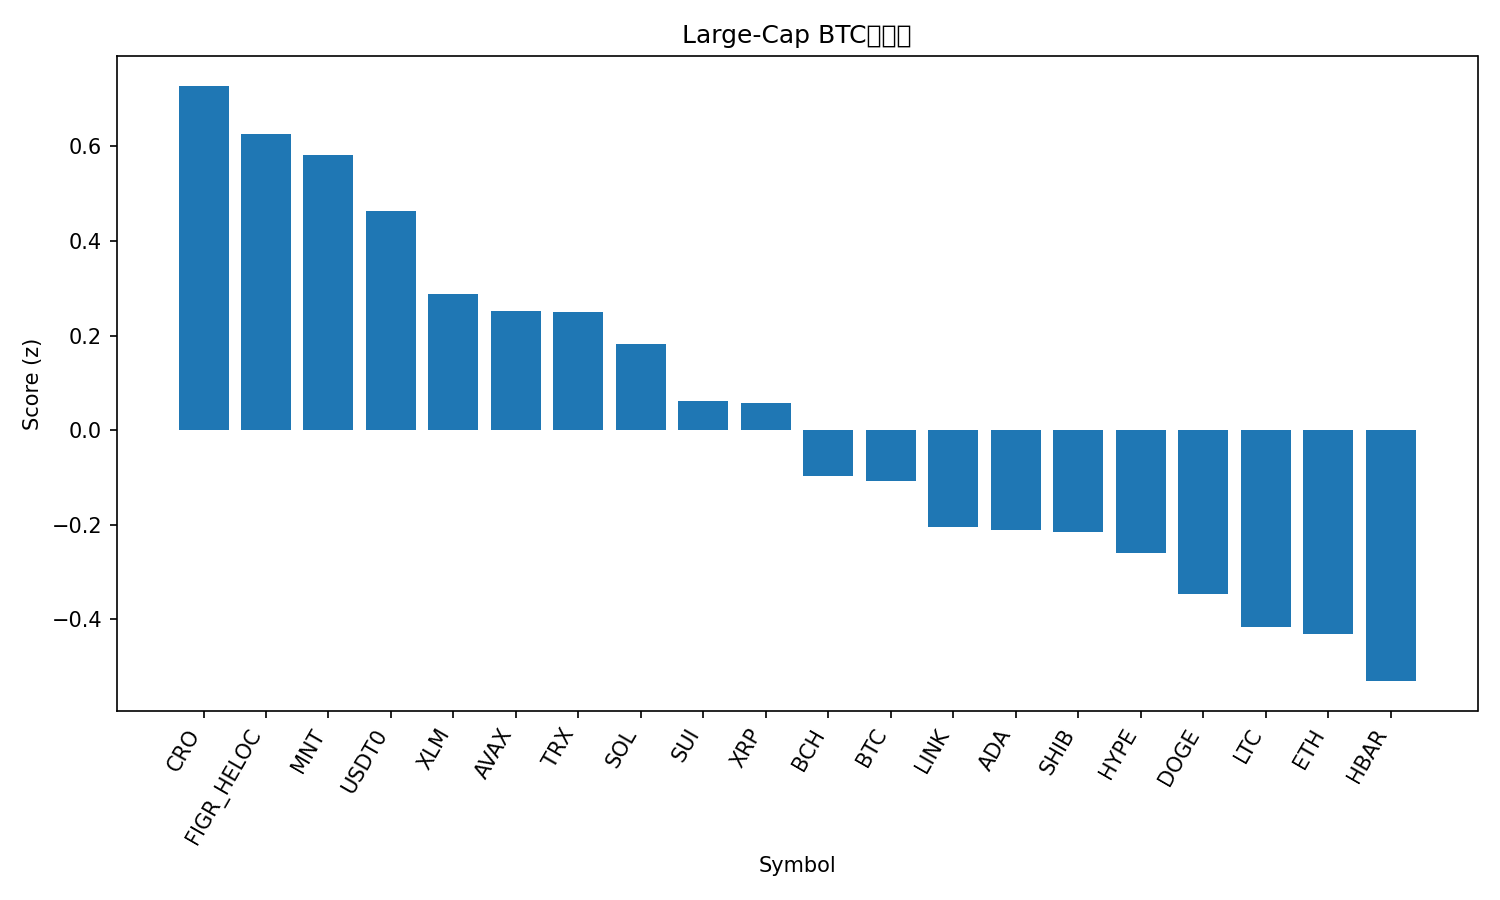 Large-Cap BTC
Score (z)
0.6
0.4
0.2
0.0
−0.2
−0.4
CRO
FIGR_HELOC
MNT
USDT0
XLM
AVAX
TRX
SOL
SUI
XRP
BCH
BTC
LINK
ADA
SHIB
HYPE
DOGE
LTC
ETH
HBAR
Symbol